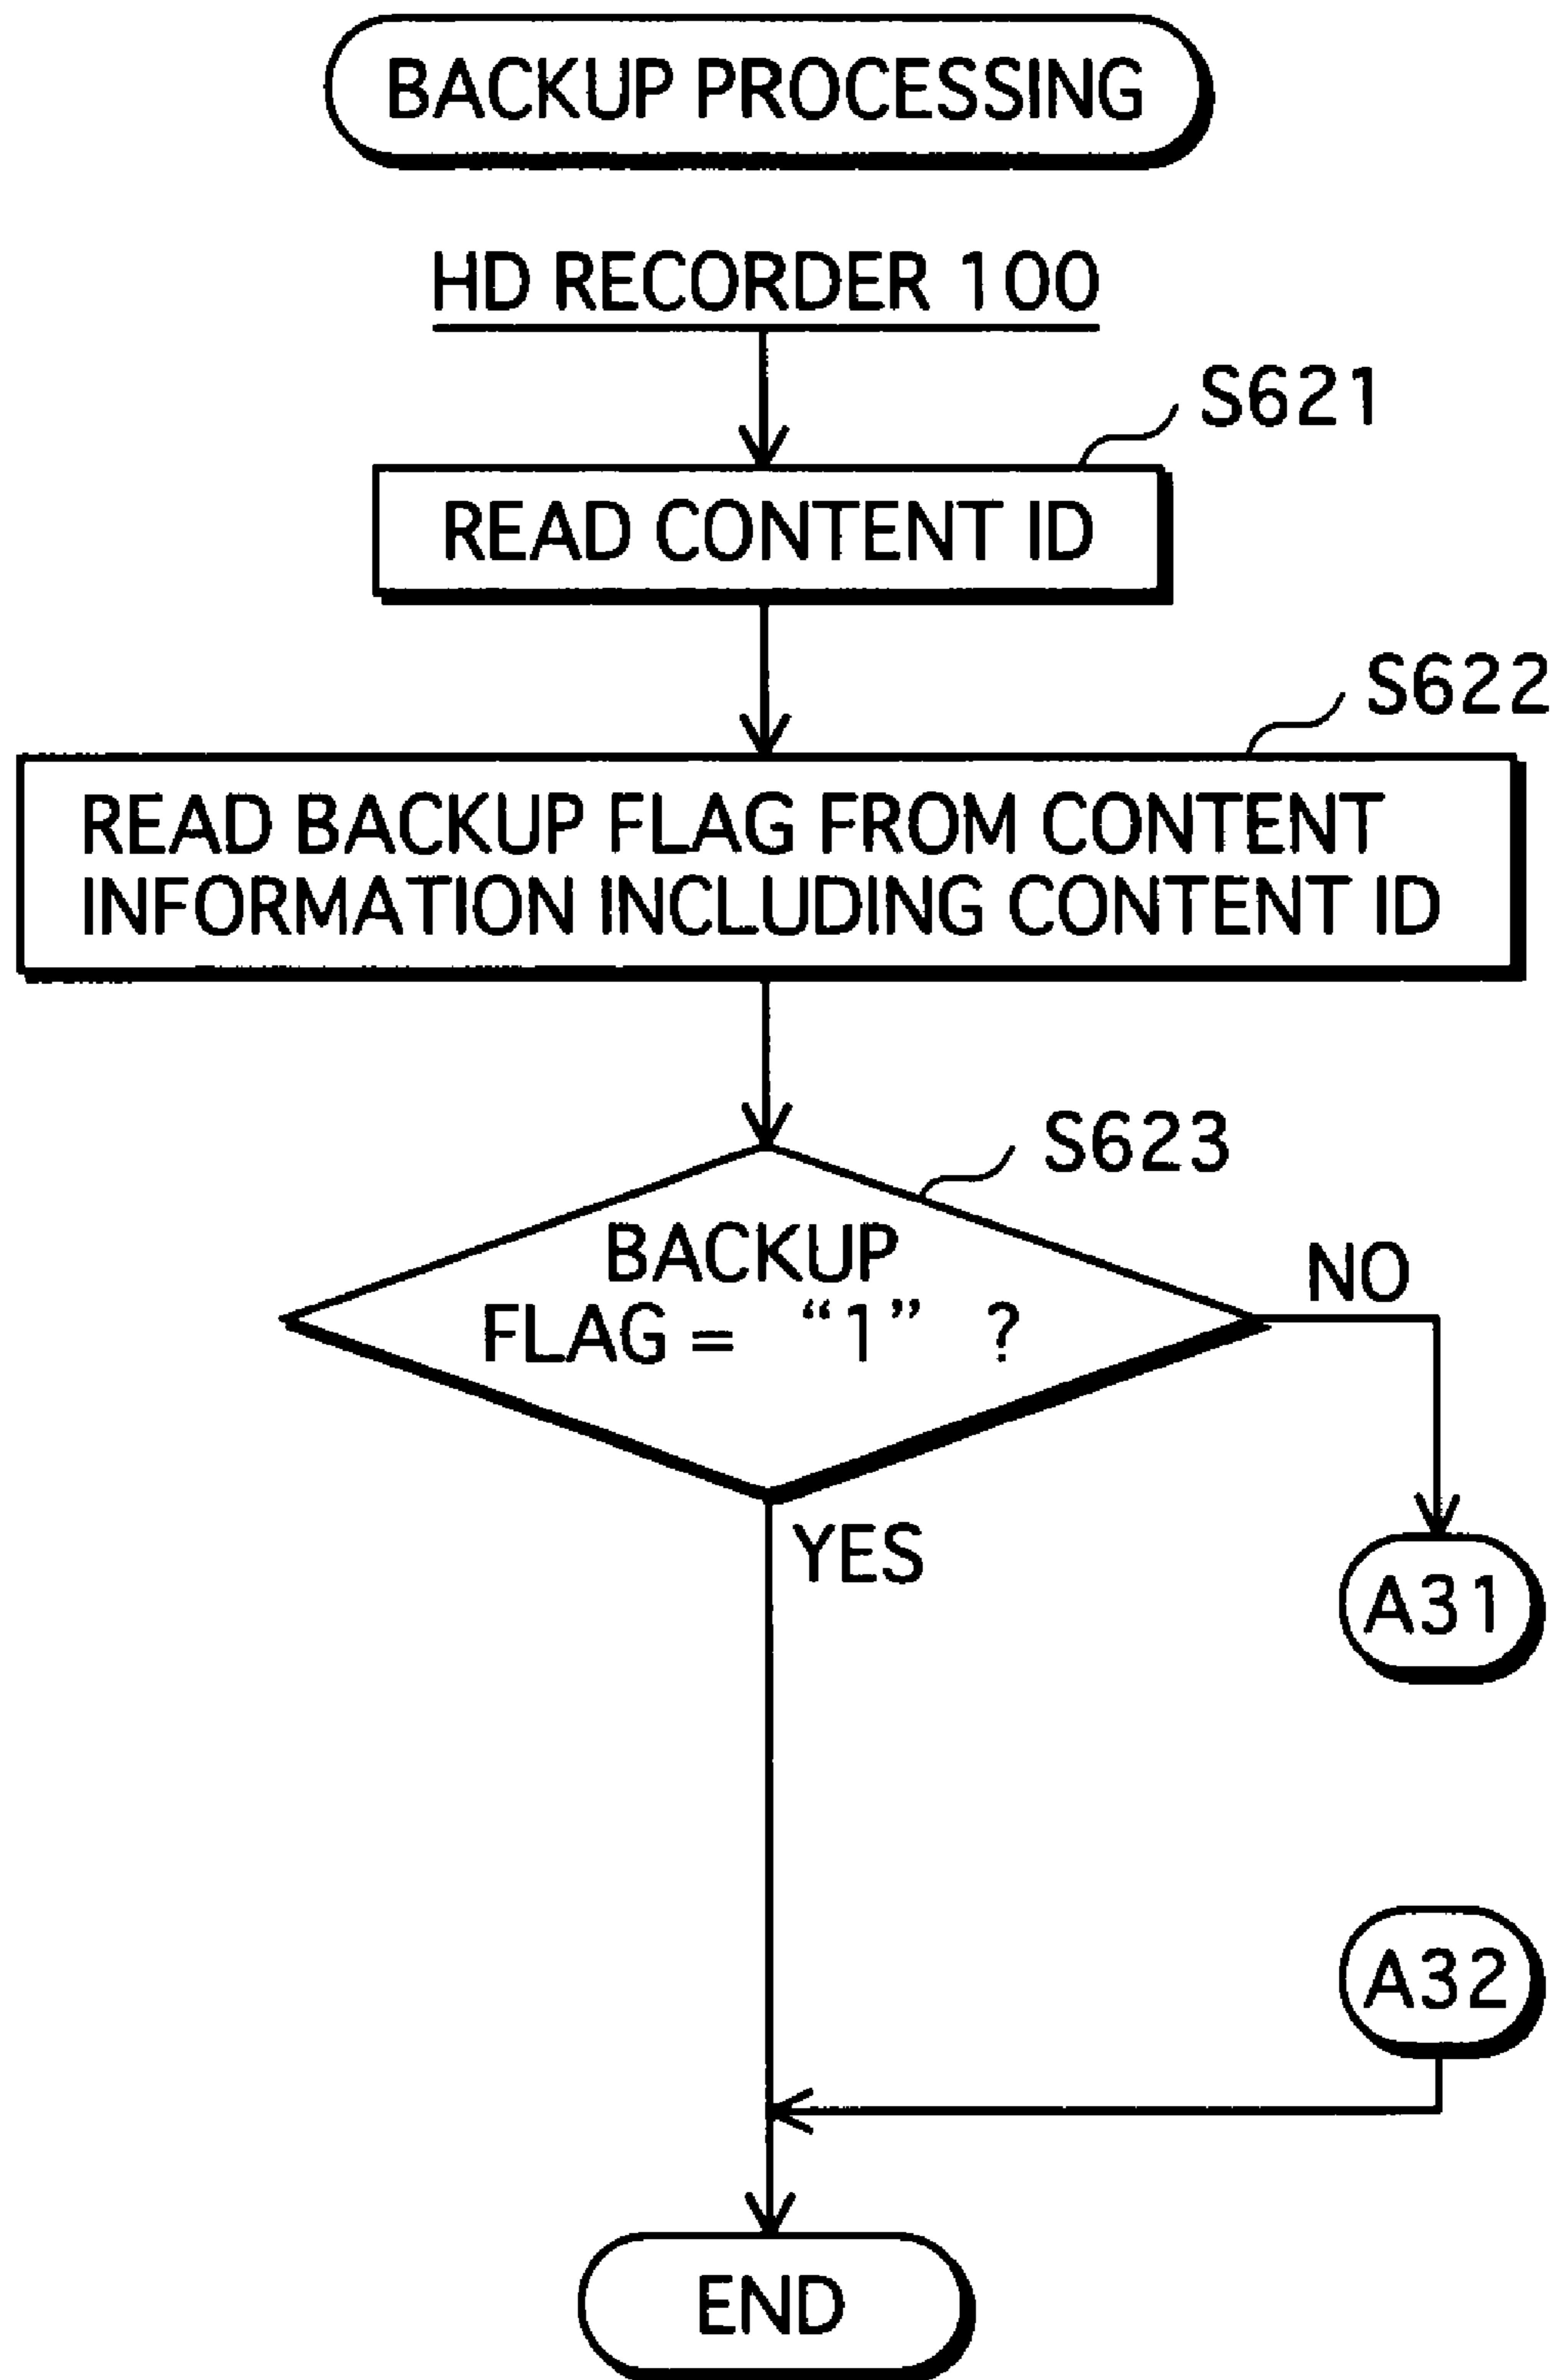 BACKUP PROCESSING
HD RECORDER 100
S621
READ CONTENT ID
S622
READ BACKUP FLAG FROM CONTENT
INFORMATION INCLUDING CONTENT ID
S623
BACKUP
FLAG = “1” ?
NO
YES
A31
A32
END